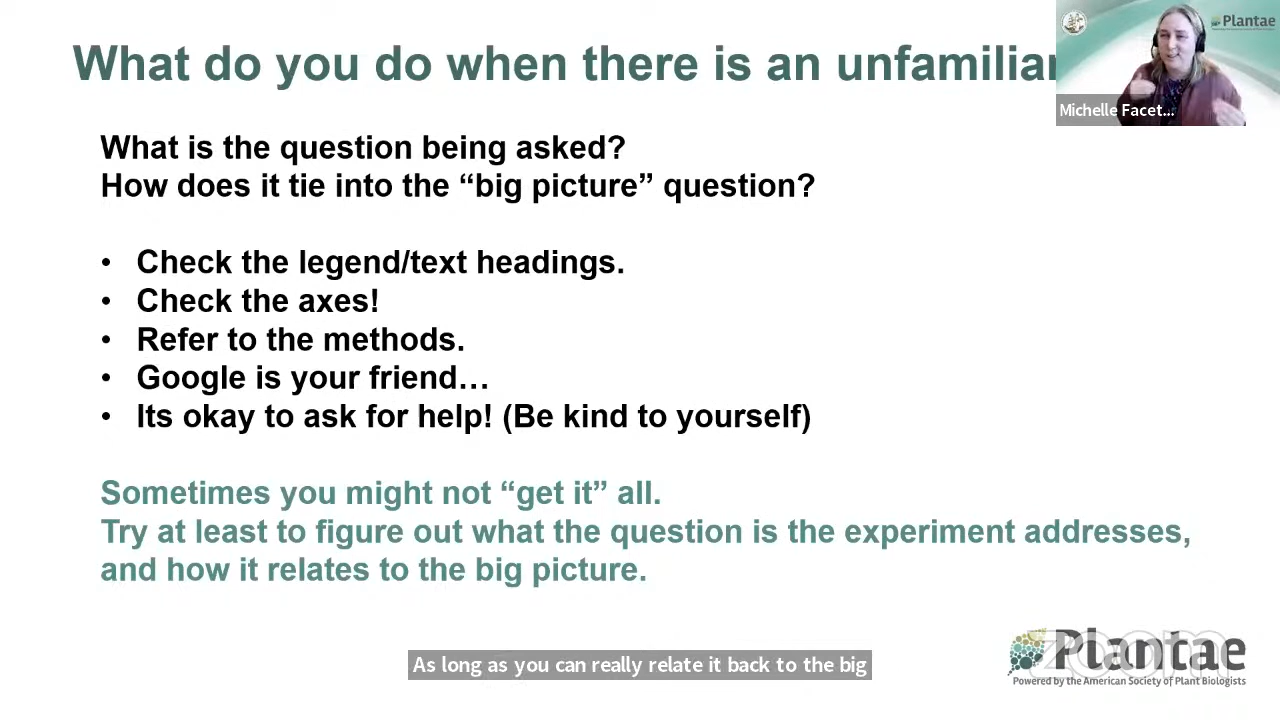 What do you do when there is an unfamiliar
Plantae
Michelle Facet...
What is the question being asked?
How does it tie into the “big picture” question?
• Check the legend/text headings.
• Check the axes!
• Refer to the methods.
• Google is your friend…
• Its okay to ask for help! (Be kind to yourself)
Sometimes you might not “get it” all.
Try at least to figure out what the question is the experiment addresses,
and how it relates to the big picture.
As long as you can really relate it back to the big
zoom
Plantae
Powered by the American Society of Plant Biologists